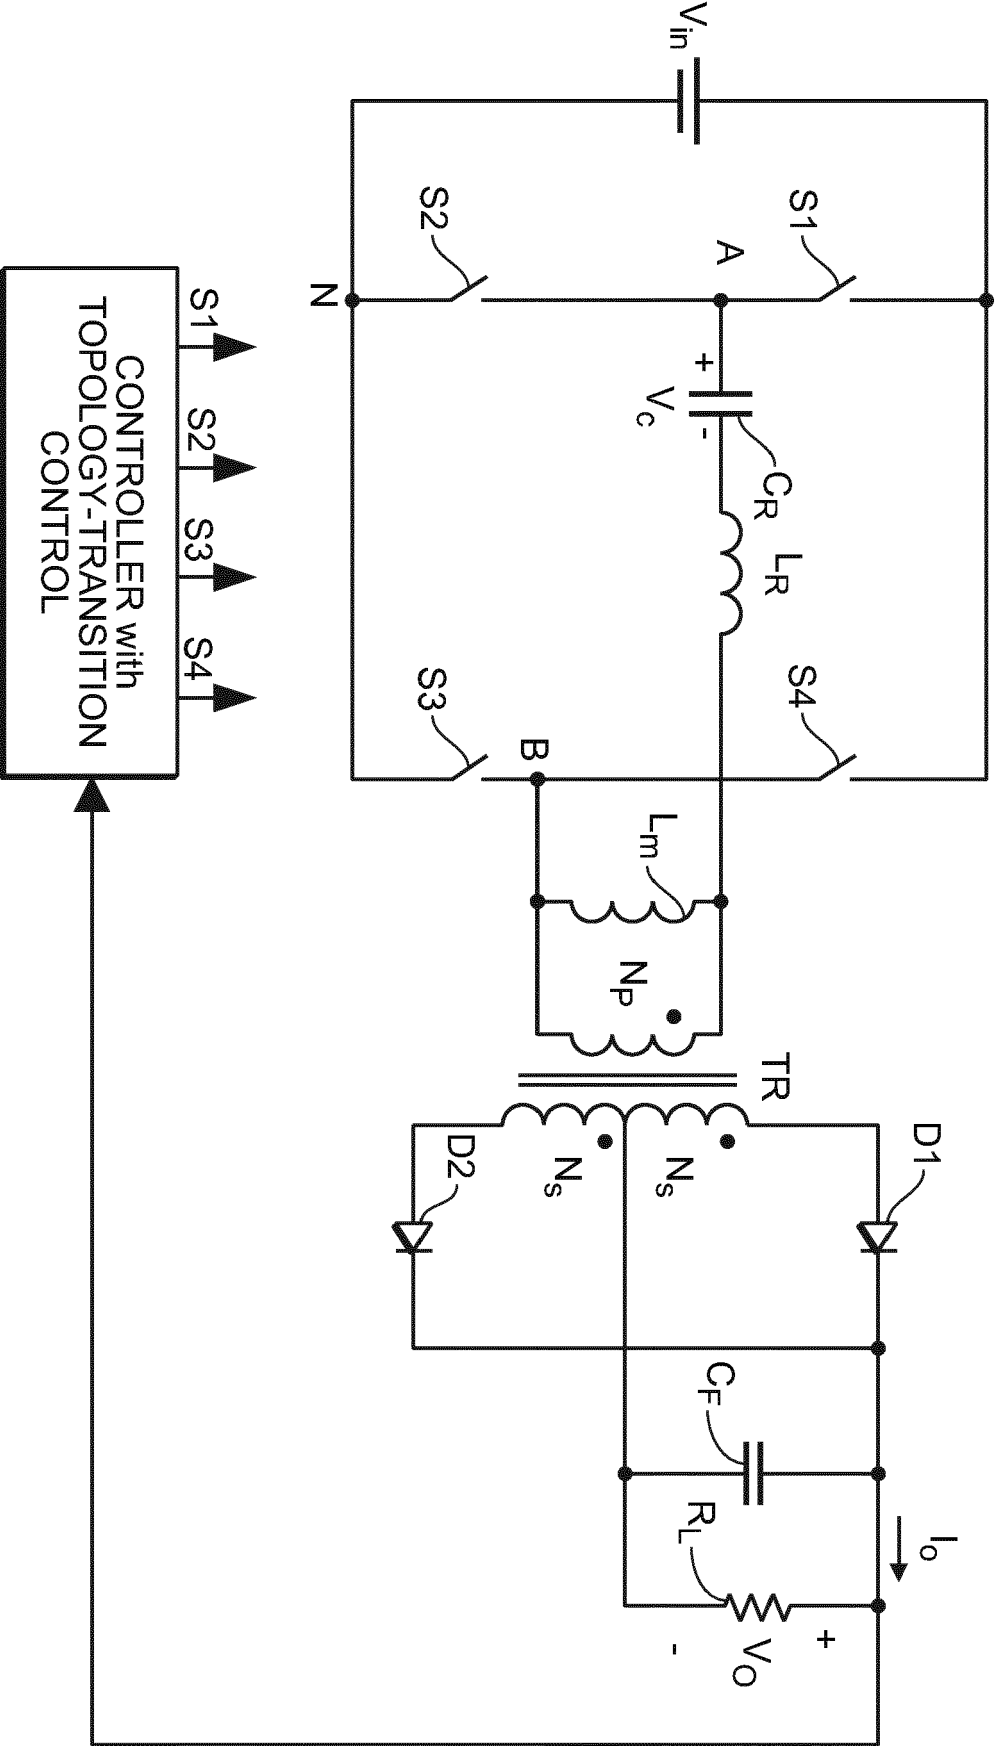 Vin
S1
S2
A
N
+
Vc
-
CR
LR
S4
S3
B
Lm
NP
TR
Ns
Ns
D1
D2
CF
RL
Io
+
VO
-
S1
S2
S3
S4
CONTROLLER with
TOPOLOGY-TRANSITION
CONTROL